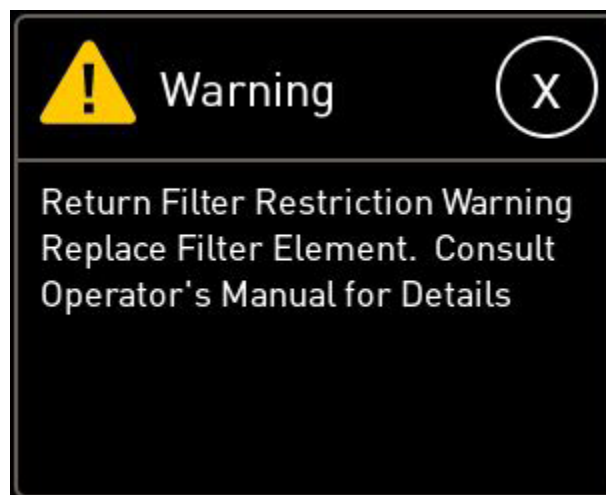 Warning
X
Return Filter Restriction Warning
Replace Filter Element.  Consult
Operator's Manual for Details